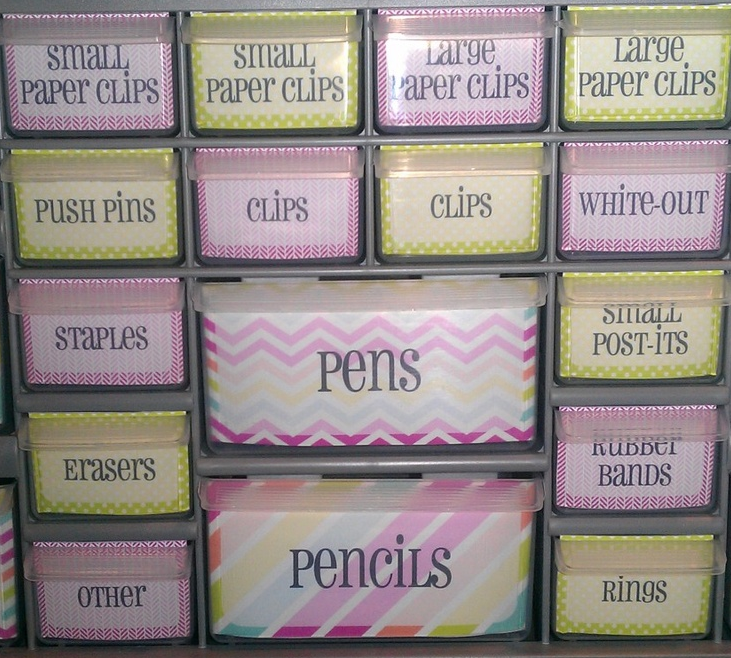 Small
Paper Clips
Small
Paper Clips
Large
Paper Clips
Large
Paper Clips
Push Pins
Clips
Clips
White-Out
Staples
Pens
Small
Post-its
Erasers
Rubber
Bands
Pencils
Other
Rings